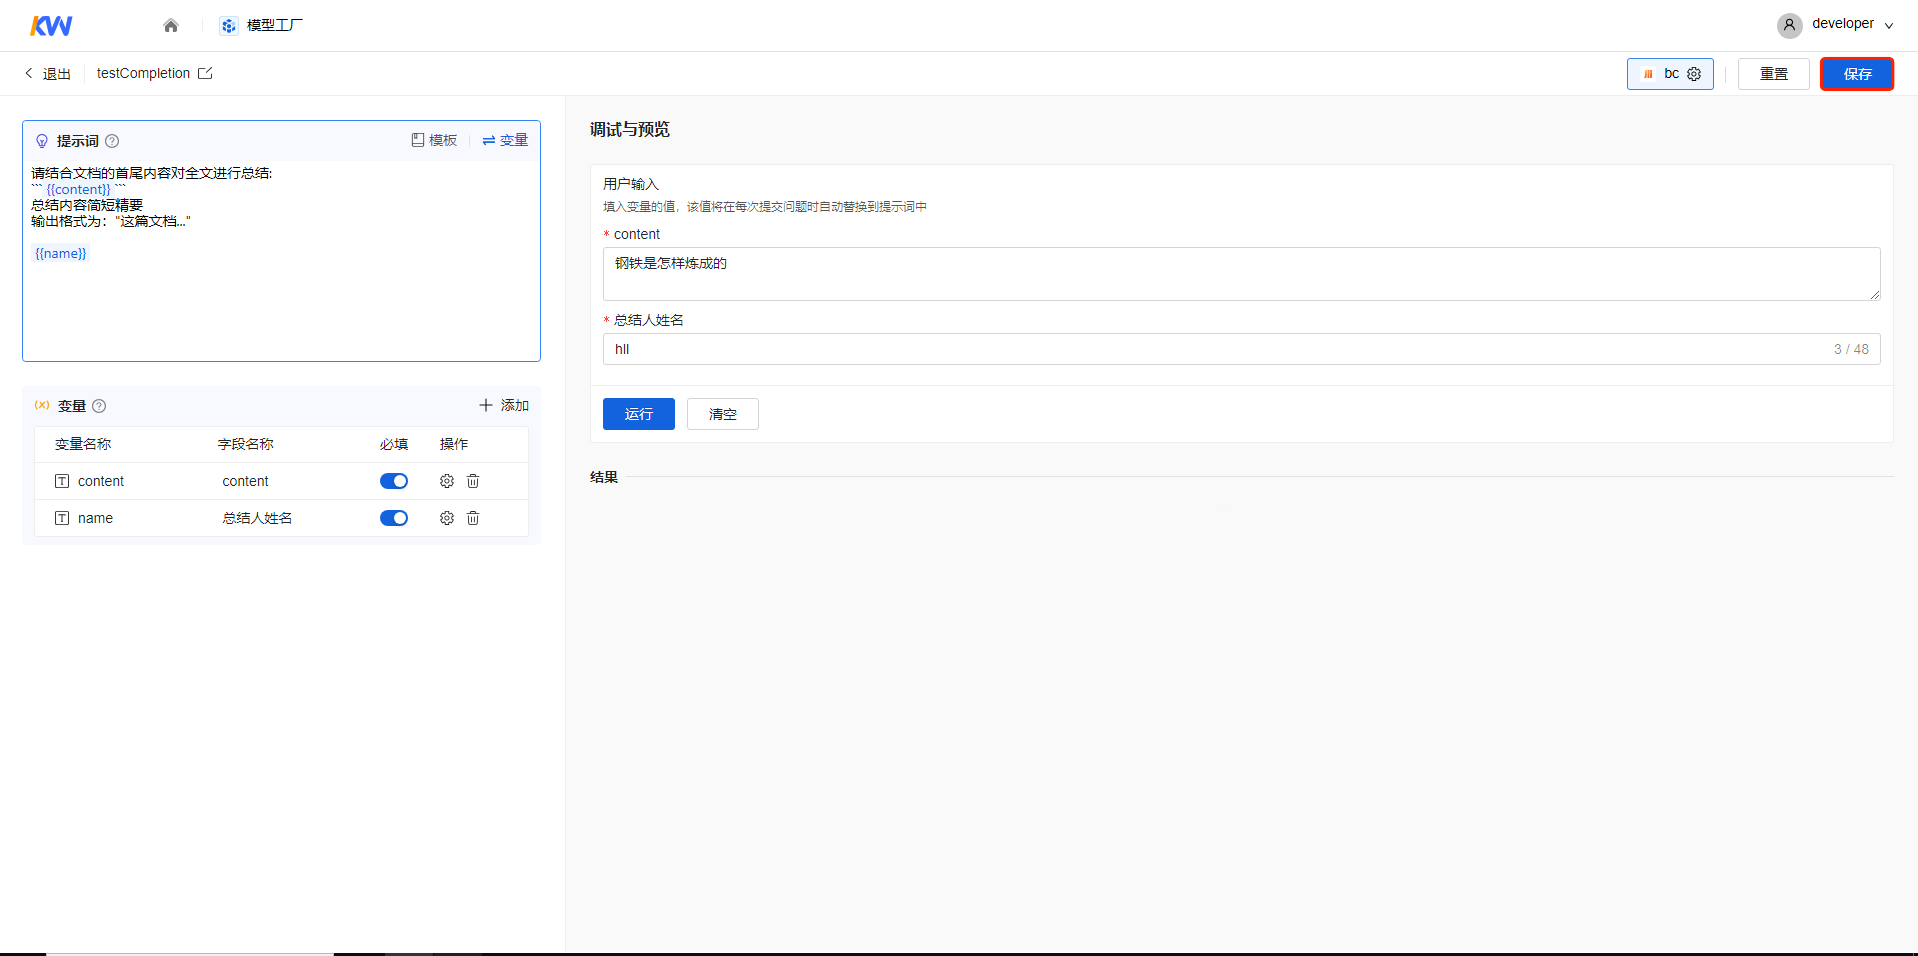 KW
模型工厂
developer
退出
testCompletion
bc
重置
保存
提示词
模板
变量
请结合文档的首尾内容对全文进行总结:
``` {{content}} ```
总结内容简短精要
输出格式为："这篇文档..."
{{name}}
(x) 变量
添加
变量名称 字段名称 必填 操作
T content content
T name 总结人姓名
调试与预览
用户输入
填入变量的值，该值将在每次提交问题时自动替换到提示词中
* content
钢铁是怎样炼成的
* 总结人姓名
hll
3 / 48
运行
清空
结果